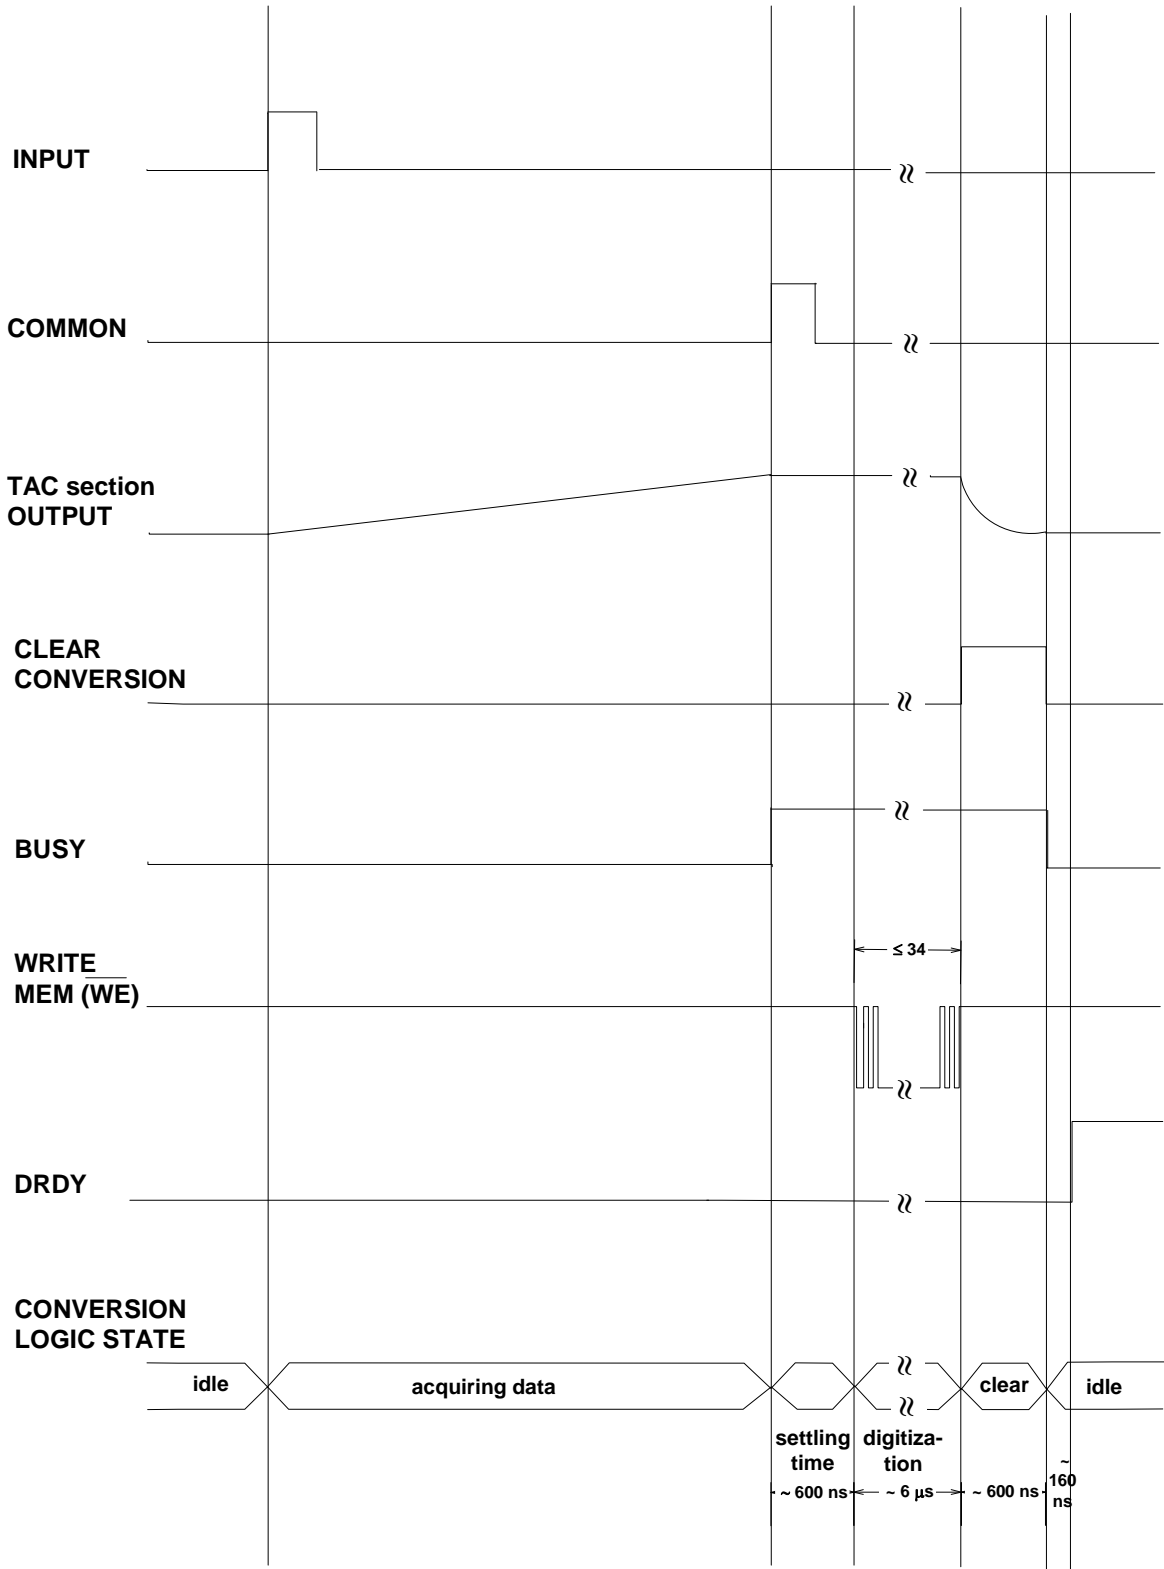 INPUT
COMMON
TAC section
OUTPUT
CLEAR
CONVERSION
BUSY
≤ 34
WRITE
MEM (W̅E̅)
DRDY
CONVERSION
LOGIC STATE
idle
acquiring data
clear
idle
settling
time
digitiza-
tion
~ 600 ns
~ 6 µs
~ 600 ns
~
160
ns